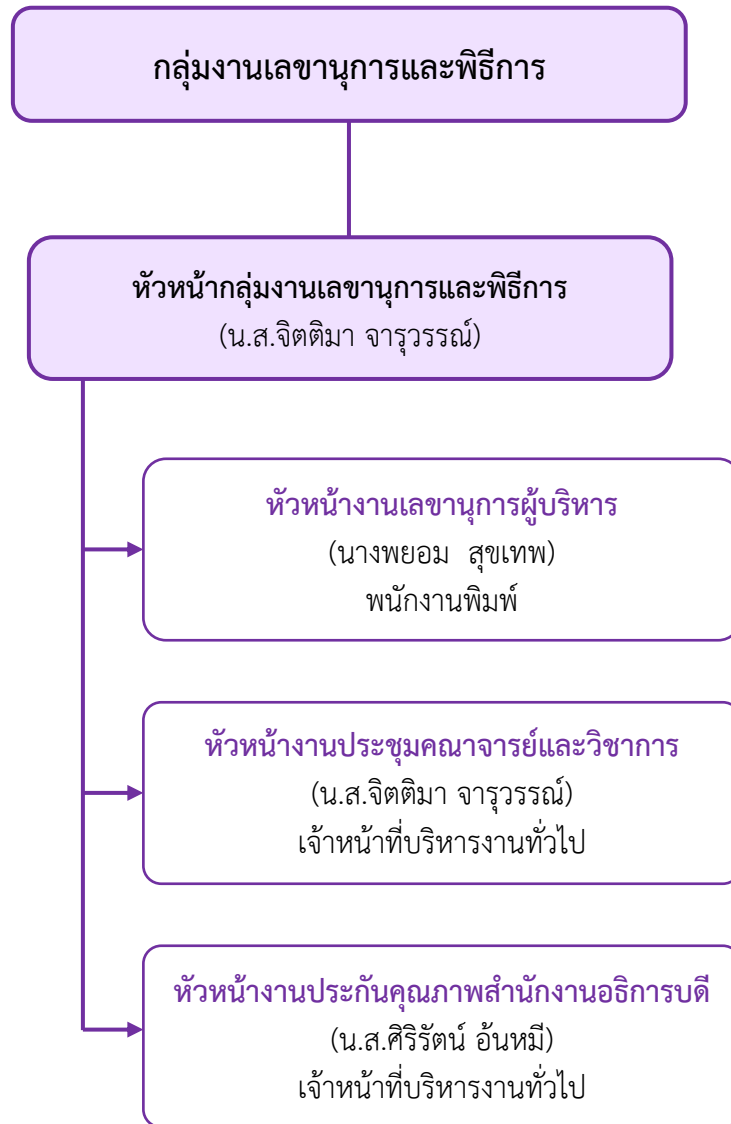 กลุ่มงานเลขานุการและพิธีการ
หัวหน้ากลุ่มงานเลขานุการและพิธีการ
(น.ส.จิตติมา จารุวรรณ์)
หัวหน้างานเลขานุการผู้บริหาร
(นางพยอม  สุขเทพ)
พนักงานพิมพ์
หัวหน้างานประชุมคณาจารย์และวิชาการ
(น.ส.จิตติมา จารุวรรณ์)
เจ้าหน้าที่บริหารงานทั่วไป
หัวหน้างานประกันคุณภาพสำนักงานอธิการบดี
(น.ส.ศิริรัตน์ อ้นหมี)
เจ้าหน้าที่บริหารงานทั่วไป